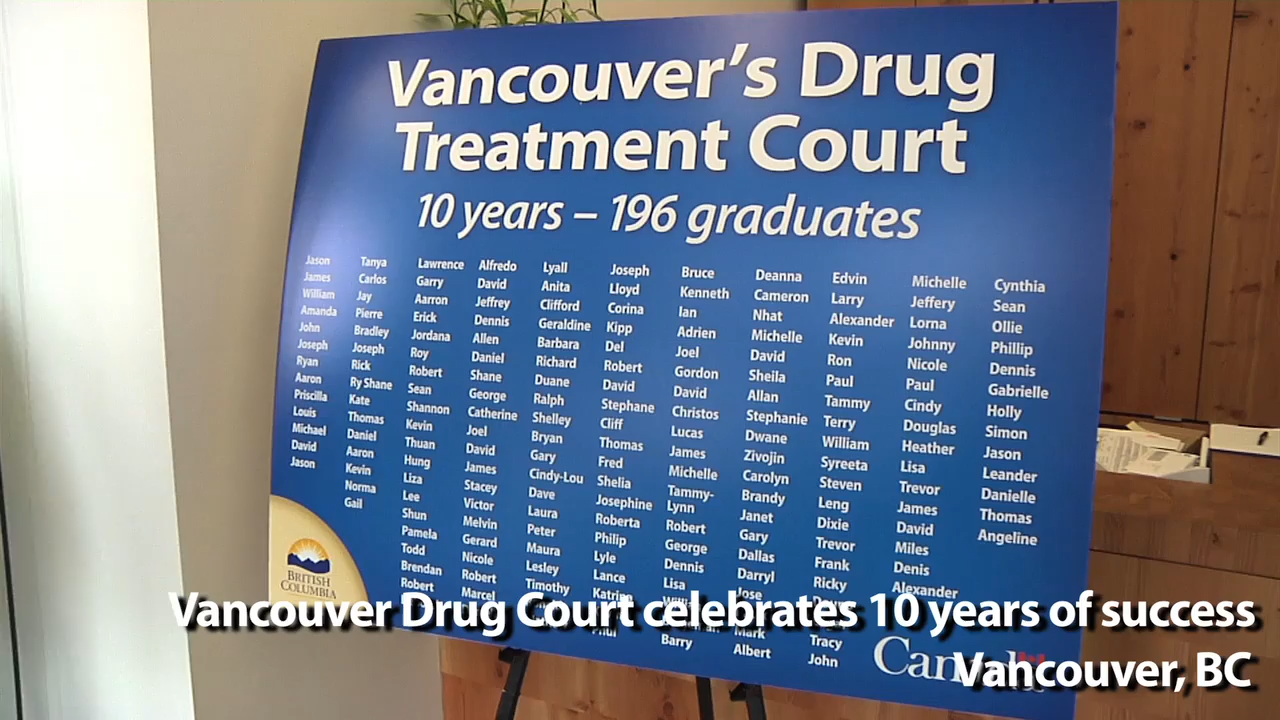 Vancouver's Drug
Treatment Court
10 years – 196 graduates
Jason
James
William
Amanda
John
Joseph
Ryan
Aaron
Priscilla
Louis
Michael
David
Jason
Tanya
Carlos
Jay
Pierre
Bradley
Joseph
Rick
Ry Shane
Kate
Thomas
Daniel
Aaron
Kevin
Norma
Gail
Lawrence
Garry
Aaron
Erick
Jordana
Roy
Robert
Sean
Shannon
Kevin
Thuan
Hung
Liza
Lee
Shun
Pamela
Todd
Brendan
Robert
Alfredo
David
Jeffrey
Dennis
Allen
Daniel
Shane
George
Catherine
Joel
David
James
Stacey
Victor
Melvin
Gerard
Nicole
Robert
Marcel
Lyall
Anita
Clifford
Geraldine
Barbara
Richard
Duane
Ralph
Shelley
Bryan
Gary
Cindy-Lou
Dave
Laura
Peter
Maura
Lesley
Timothy
Joseph
Lloyd
Corina
Kipp
Del
Robert
David
Stephane
Cliff
Thomas
Fred
Shelia
Josephine
Roberta
Philip
Lyle
Lance
Katrina
Phul
Bruce
Kenneth
Ian
Adrien
Joel
Gordon
David
Christos
Lucas
James
Michelle
Tammy-
Lynn
Robert
George
Dennis
Lisa
Barry
Deanna
Cameron
Nhat
Michelle
David
Sheila
Allan
Stephanie
Dwane
Zivojin
Carolyn
Brandy
Janet
Gary
Dallas
Darryl
Jose
Mark
Albert
Edvin
Larry
Alexander
Kevin
Ron
Paul
Tammy
Terry
William
Syreeta
Steven
Leng
Dixie
Trevor
Frank
Ricky
Tracy
John
Michelle
Jeffery
Lorna
Johnny
Nicole
Paul
Cindy
Douglas
Heather
Lisa
Trevor
James
David
Miles
Denis
Alexander
Cynthia
Sean
Ollie
Phillip
Dennis
Gabrielle
Holly
Simon
Jason
Leander
Danielle
Thomas
Angeline
BRITISH
COLUMBIA
Canada
Vancouver Drug Court celebrates 10 years of success
Vancouver, BC